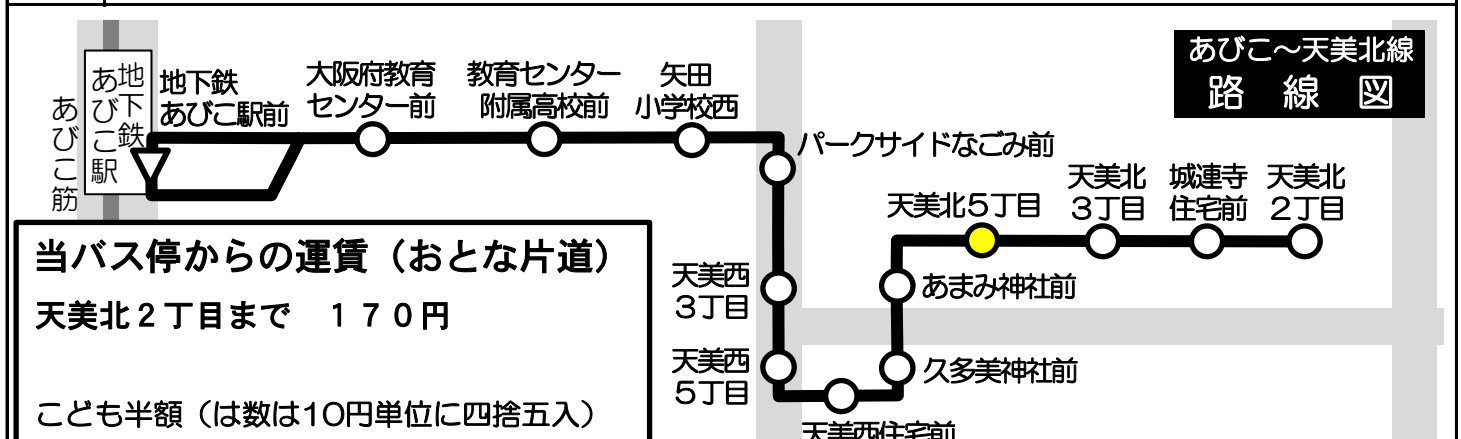 あびこ～天美北線
路線図
あびこ筋
地下鉄
あびこ駅
地下鉄
あびこ駅前
大阪府教育
センター前
教育センター
附属高校前
矢田
小学校西
パークサイドなごみ前
天美西
3丁目
天美西
5丁目
天美西住宅前
久多美神社前
あまみ神社前
天美北5丁目
天美北
3丁目
城連寺
住宅前
天美北
2丁目
当バス停からの運賃（おとな片道）
天美北２丁目まで　１７０円
こども半額（は数は10円単位に四捨五入）